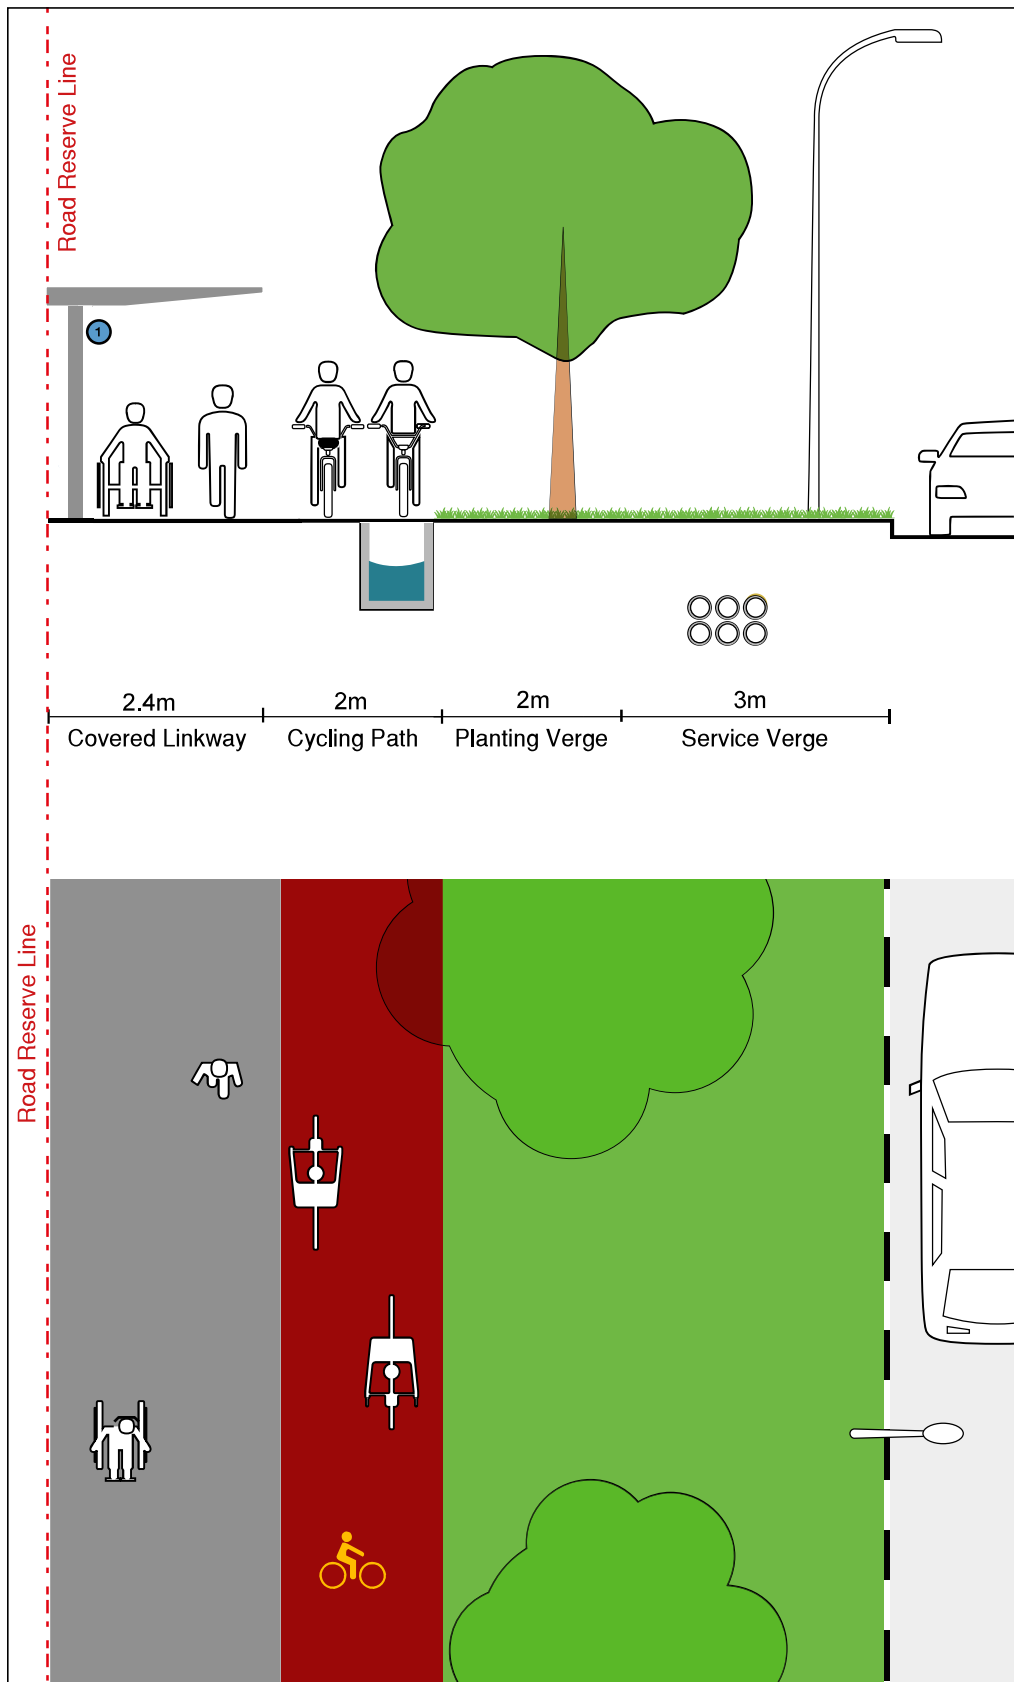 Road Reserve Line
1
2.4m
2m
2m
3m
Covered Linkway
Cycling Path
Planting Verge
Service Verge
Road Reserve Line